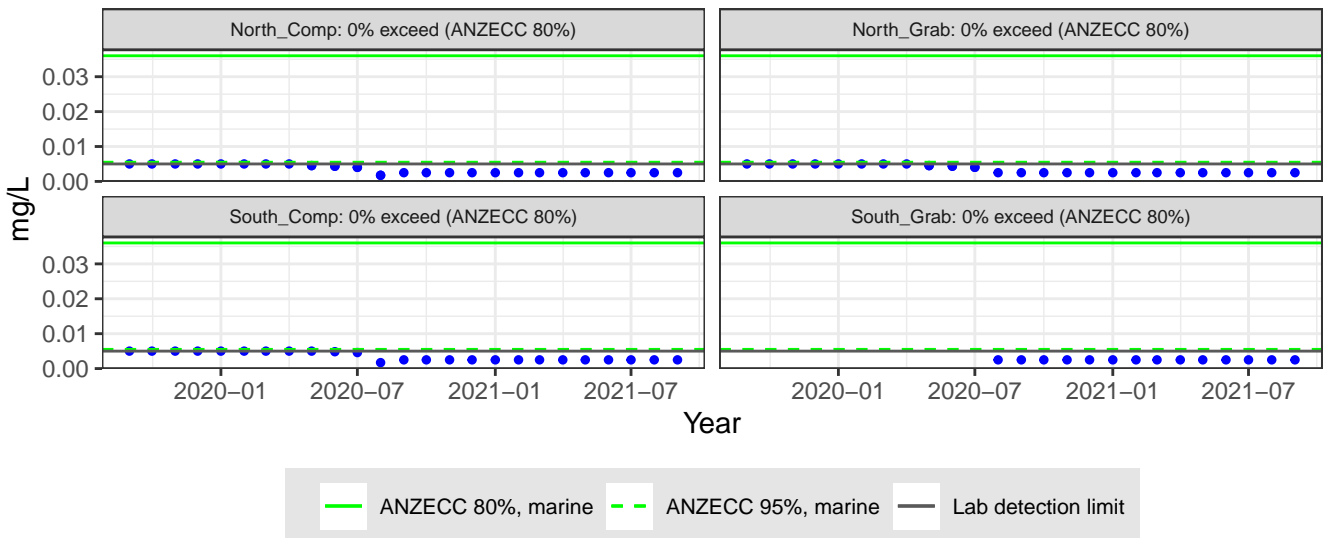 North_Comp: 0% exceed (ANZECC 80%)
North_Grab: 0% exceed (ANZECC 80%)
0.03
0.02
0.01
0.00
South_Comp: 0% exceed (ANZECC 80%)
South_Grab: 0% exceed (ANZECC 80%)
0.03
0.02
0.01
0.00
mg/L
2020−01
2020−07
2021−01
2021−07
2020−01
2020−07
2021−01
2021−07
Year
ANZECC 80%, marine
ANZECC 95%, marine
Lab detection limit